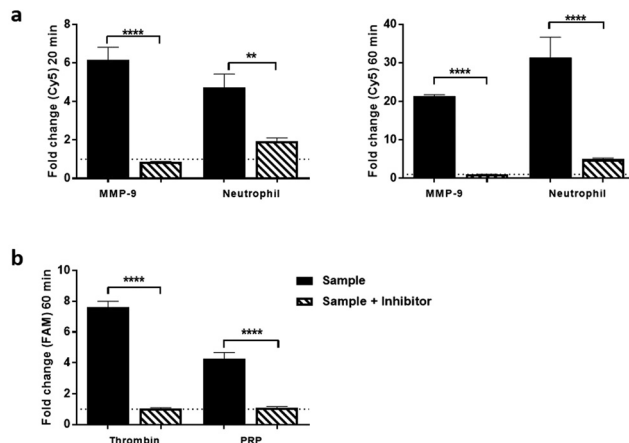 a
Fold change (Cy5) 20 min
8
6
4
2
0
****
**
MMP-9
Neutrophil
Fold change (Cy5) 60 min
60
40
30
20
10
0
****
****
MMP-9
Neutrophil
b
Fold change (FAM) 60 min
10
8
6
4
2
0
****
****
Thrombin
PRP
Sample
Sample + Inhibitor